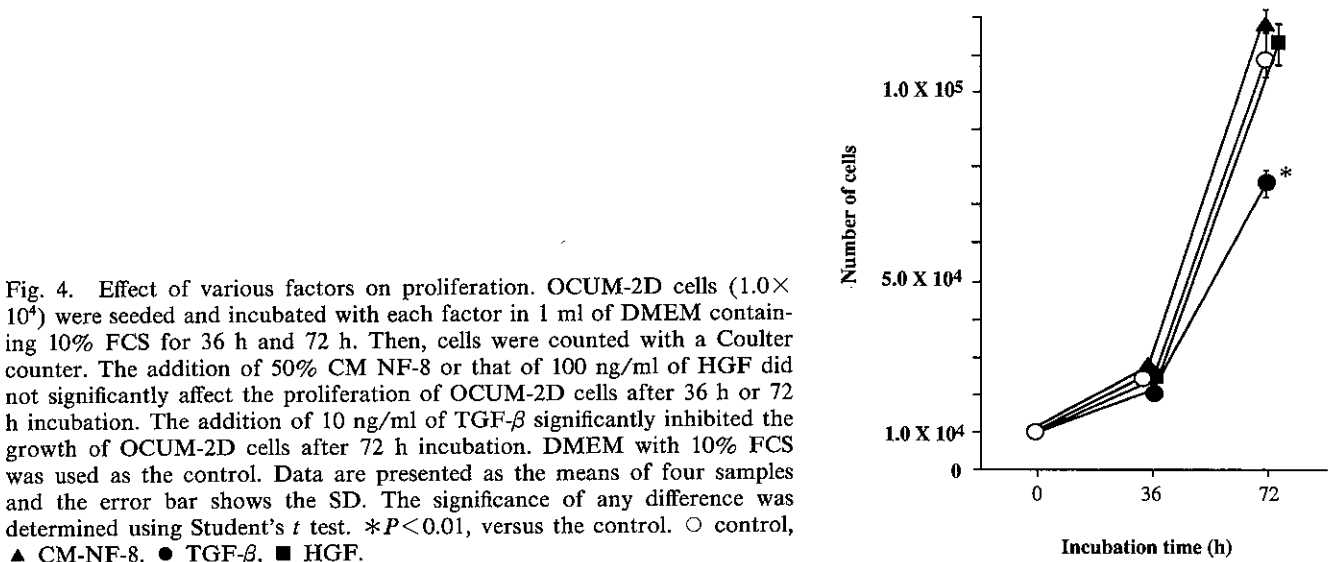 Fig. 4. Effect of various factors on proliferation. OCUM-2D cells (1.0×
10⁴) were seeded and incubated with each factor in 1 ml of DMEM contain-
ing 10% FCS for 36 h and 72 h. Then, cells were counted with a Coulter
counter. The addition of 50% CM NF-8 or that of 100 ng/ml of HGF did
not significantly affect the proliferation of OCUM-2D cells after 36 h or 72
h incubation. The addition of 10 ng/ml of TGF-β significantly inhibited the
growth of OCUM-2D cells after 72 h incubation. DMEM with 10% FCS
was used as the control. Data are presented as the means of four samples
and the error bar shows the SD. The significance of any difference was
determined using Student's t test. *P<0.01, versus the control. ○ control,
▲ CM-NF-8, ● TGF-β, ■ HGF.
Number of cells
1.0 X 10⁵
5.0 X 10⁴
1.0 X 10⁴
0
*
0 36 72
Incubation time (h)